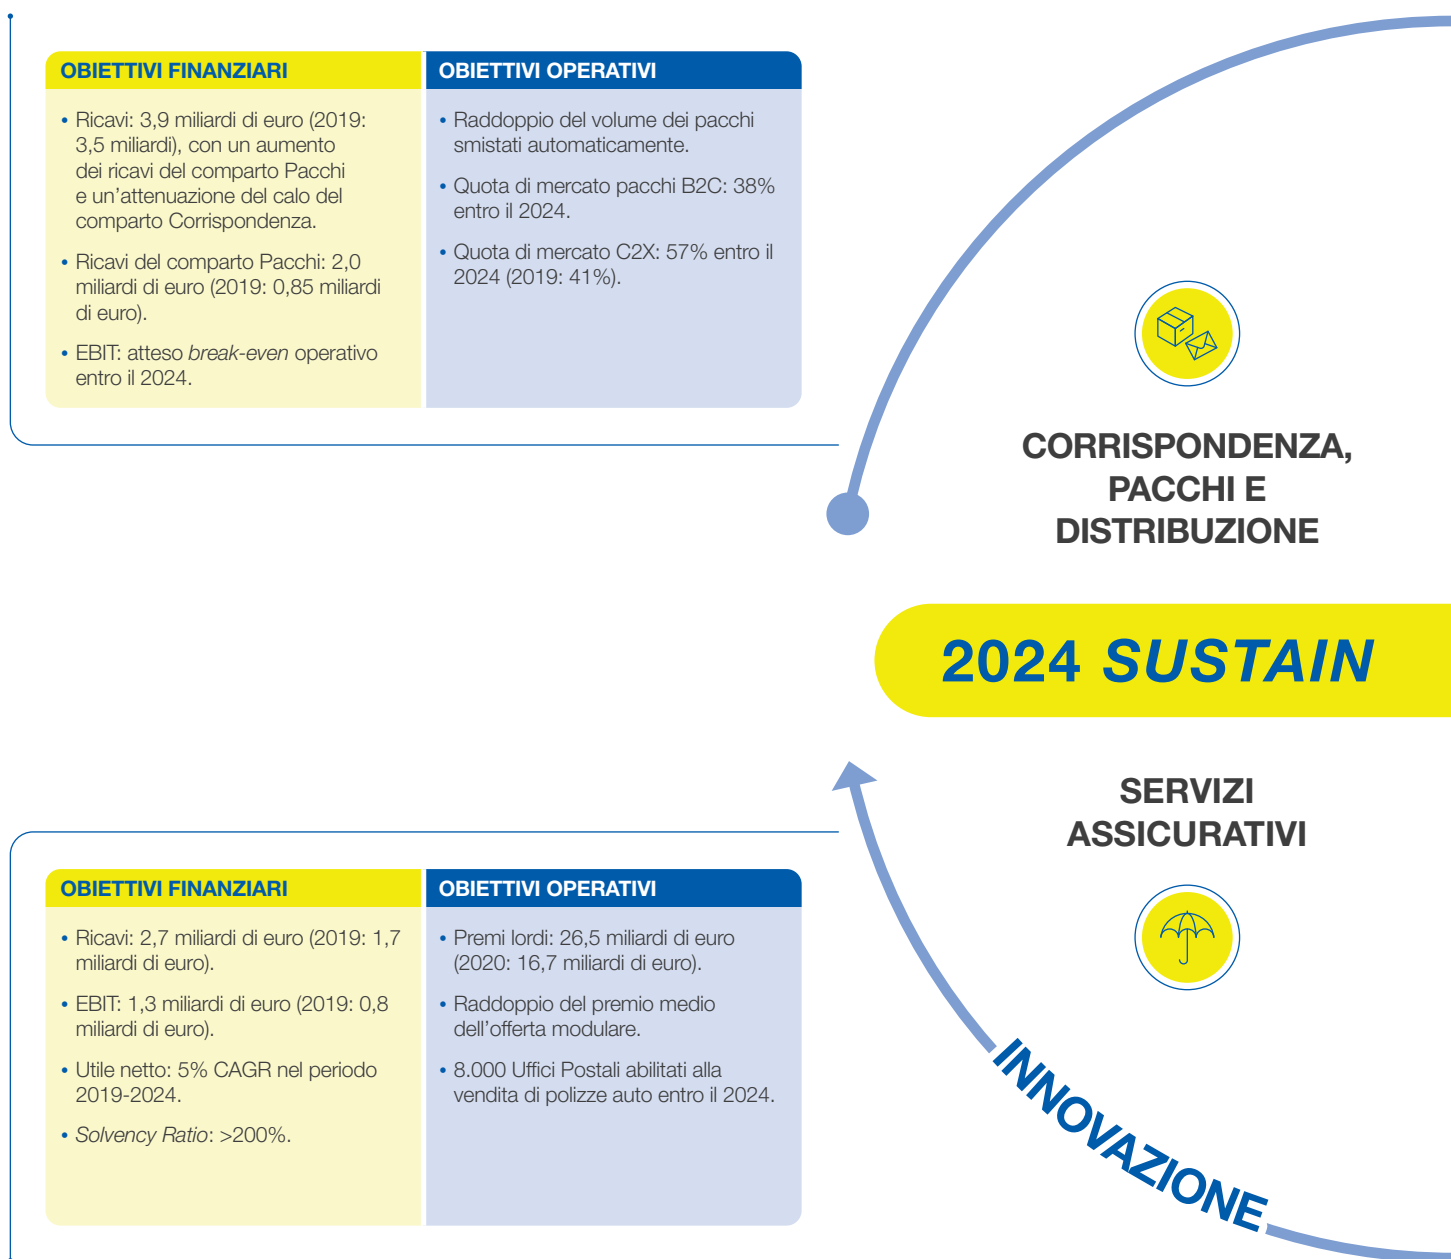 OBIETTIVI FINANZIARI
• Ricavi: 3,9 miliardi di euro (2019:
3,5 miliardi), con un aumento
dei ricavi del comparto Pacchi
e un’attenuazione del calo del
comparto Corrispondenza.
• Ricavi del comparto Pacchi: 2,0
miliardi di euro (2019: 0,85 miliardi
di euro).
• EBIT: atteso break-even operativo
entro il 2024.
OBIETTIVI OPERATIVI
• Raddoppio del volume dei pacchi
smistati automaticamente.
• Quota di mercato pacchi B2C: 38%
entro il 2024.
• Quota di mercato C2X: 57% entro il
2024 (2019: 41%).
CORRISPONDENZA,
PACCHI E
DISTRIBUZIONE
2024 SUSTAIN
SERVIZI
ASSICURATIVI
OBIETTIVI FINANZIARI
• Ricavi: 2,7 miliardi di euro (2019: 1,7
miliardi di euro).
• EBIT: 1,3 miliardi di euro (2019: 0,8
miliardi di euro).
• Utile netto: 5% CAGR nel periodo
2019-2024.
• Solvency Ratio: >200%.
OBIETTIVI OPERATIVI
• Premi lordi: 26,5 miliardi di euro
(2020: 16,7 miliardi di euro).
• Raddoppio del premio medio
dell’offerta modulare.
• 8.000 Uffici Postali abilitati alla
vendita di polizze auto entro il 2024.
INNOVAZIONE